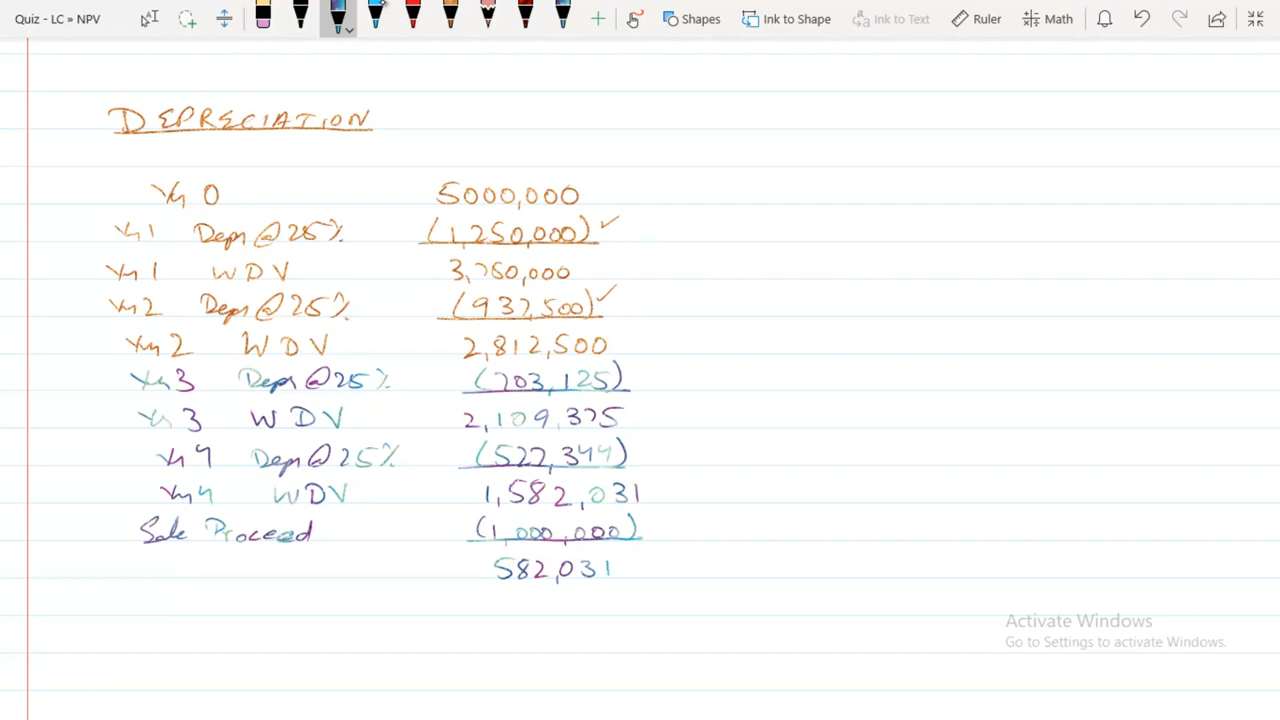 Quiz - LC » NPV
Shapes
Ink to Shape
Ink to Text
Ruler
Math
DEPRECIATION
Yr 0 5000,000
Yr 1 Depr @ 25% (1,250,000) ✓
Yr 1 WDV 3,750,000
Yr 2 Depr @ 25% (937,500) ✓
Yr 2 WDV 2,812,500
Yr 3 Depr @ 25% (703,125)
Yr 3 WDV 2,109,375
Yr 4 Depr @ 25% (527,344)
Yr 4 WDV 1,582,031
Sale Proceed (1,000,000)
582,031
Activate Windows
Go to Settings to activate Windows.